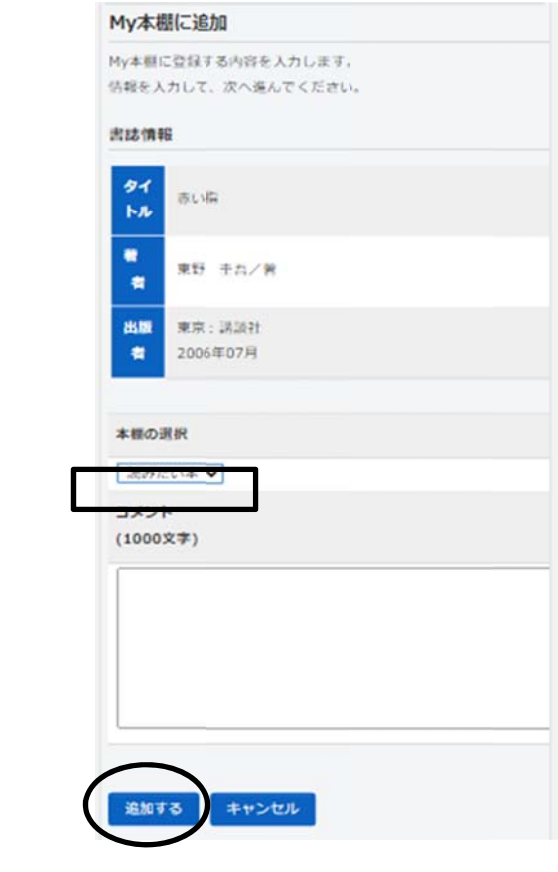 My本棚に追加
My本棚に登録する内容を入力します。
情報を入力して、次へ進んでください。
書誌情報
タイ
トル
赤い指
著
者
東野 圭吾／著
出版
者
東京：講談社
2006年07月
本棚の選択
読みたい本
コメント
(1000文字)
追加する
キャンセル